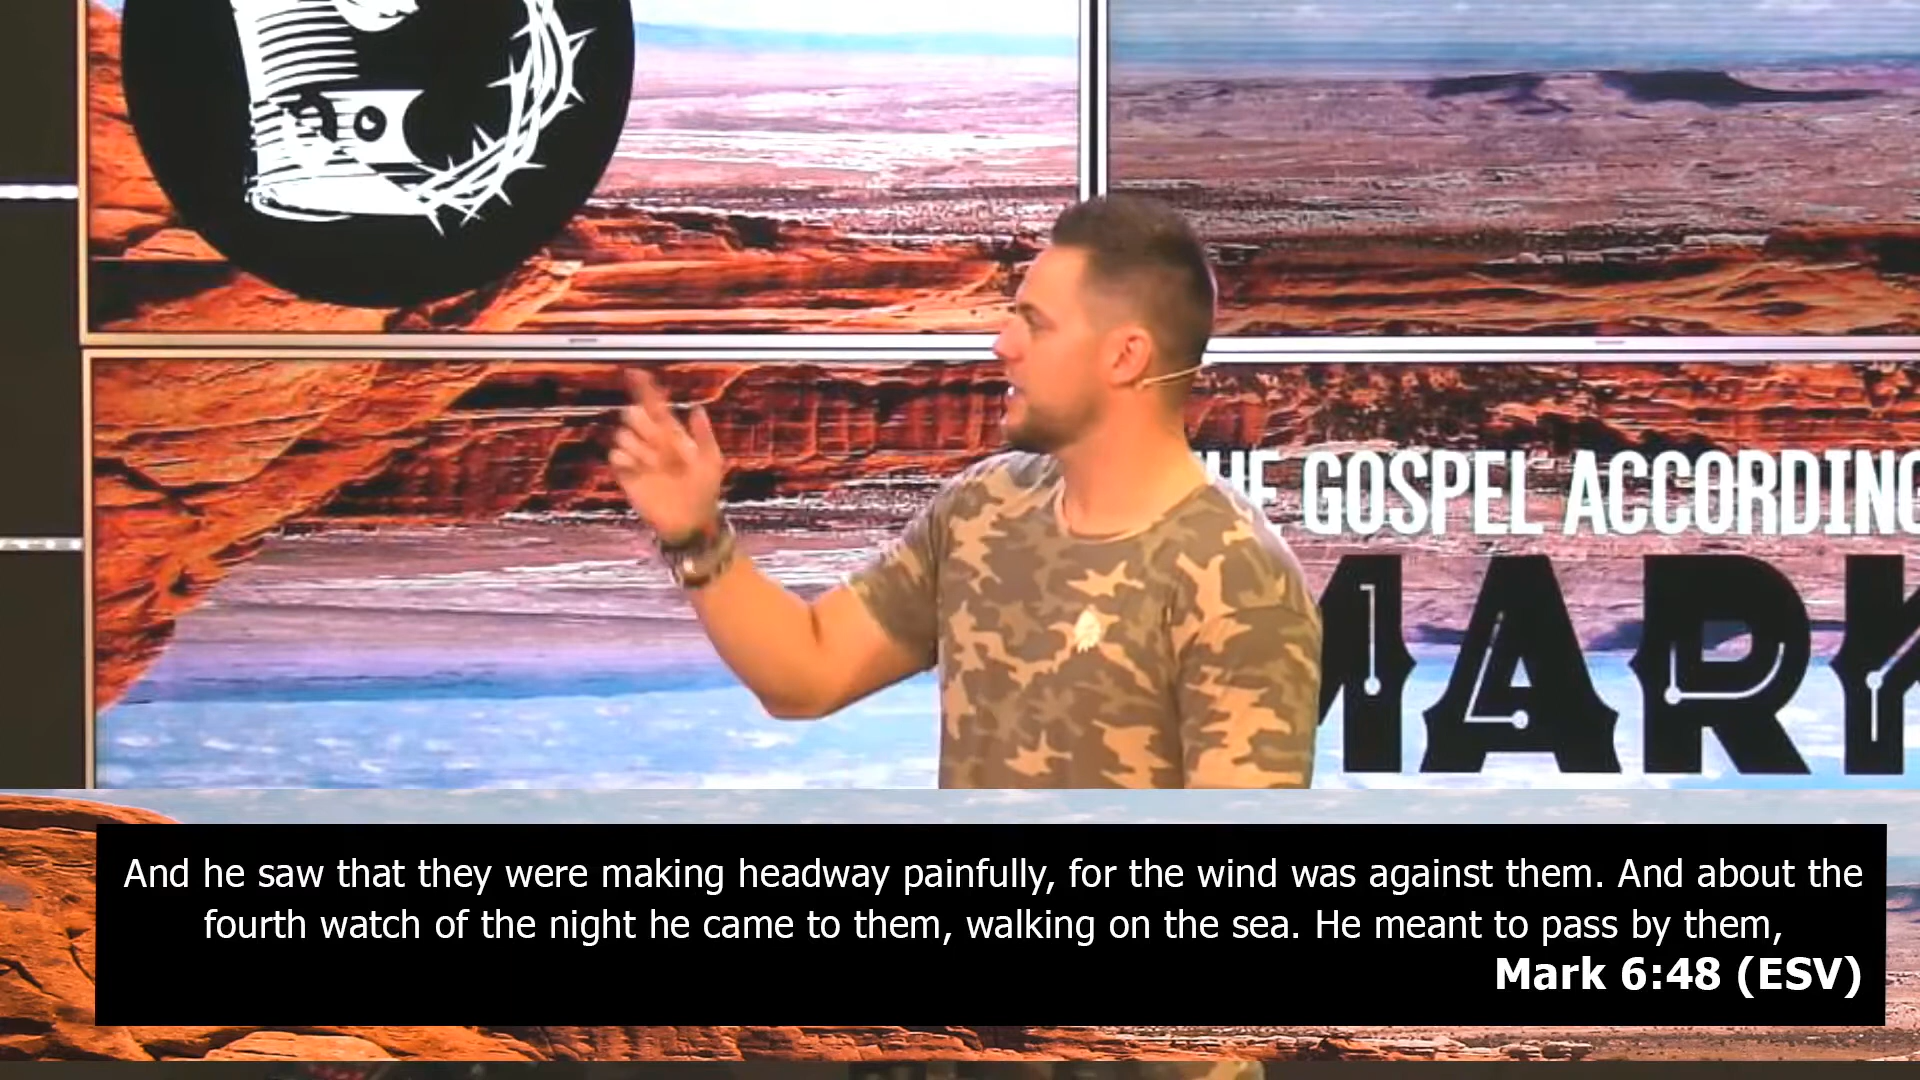 THE GOSPEL ACCORDING
MARK
And he saw that they were making headway painfully, for the wind was against them. And about the
fourth watch of the night he came to them, walking on the sea. He meant to pass by them,
Mark 6:48 (ESV)